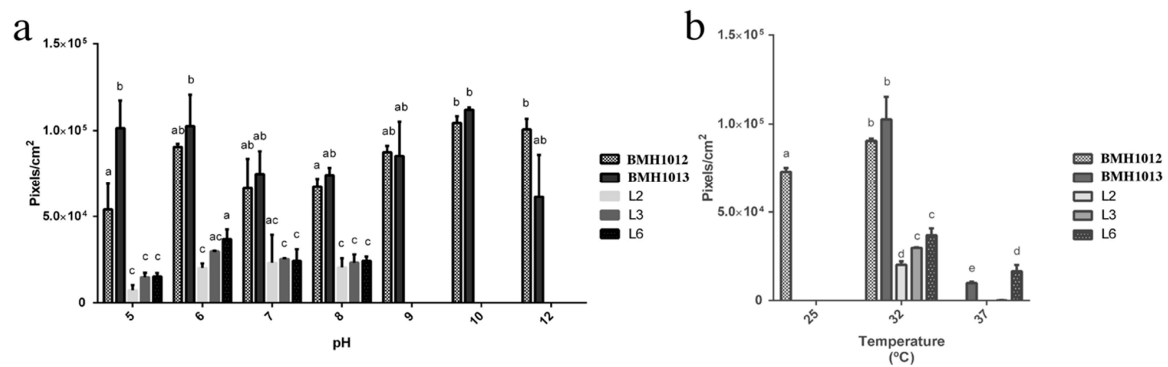 a
Pixels/cm²
1.5×10⁵
1.0×10⁵
5.0×10⁴
0
a b c c c
ab b c ac a
ab ab ac c c
a ab c c c
ab ab
b b
b ab
5 6 7 8 9 10 12
pH
BMH1012
BMH1013
L2
L3
L6
b
Pixels/cm²
1.5×10⁵
1.0×10⁵
5.0×10⁴
0
a
b b d c c
e d
25 32 37
Temperature
(ºC)
BMH1012
BMH1013
L2
L3
L6